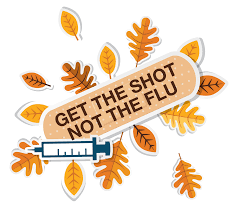 GET THE SHOT
NOT THE FLU